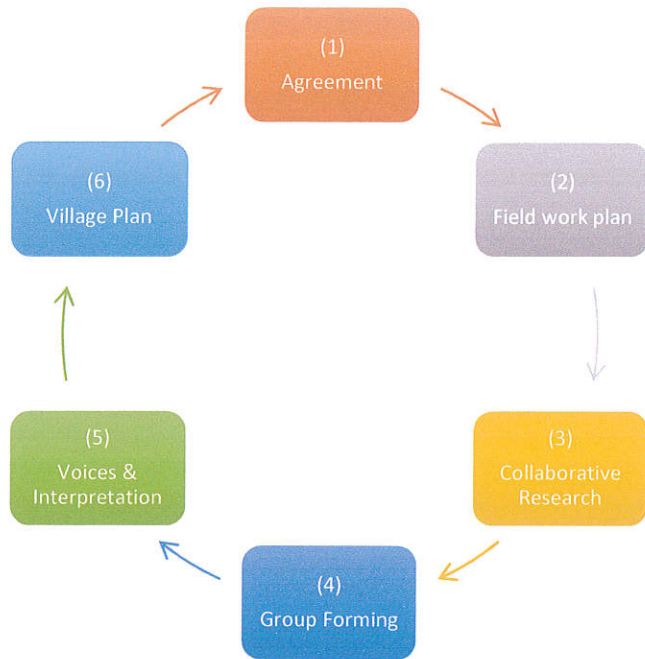 (1)
Agreement
(2)
Field work plan
(3)
Collaborative
Research
(4)
Group Forming
(5)
Voices &
Interpretation
(6)
Village Plan